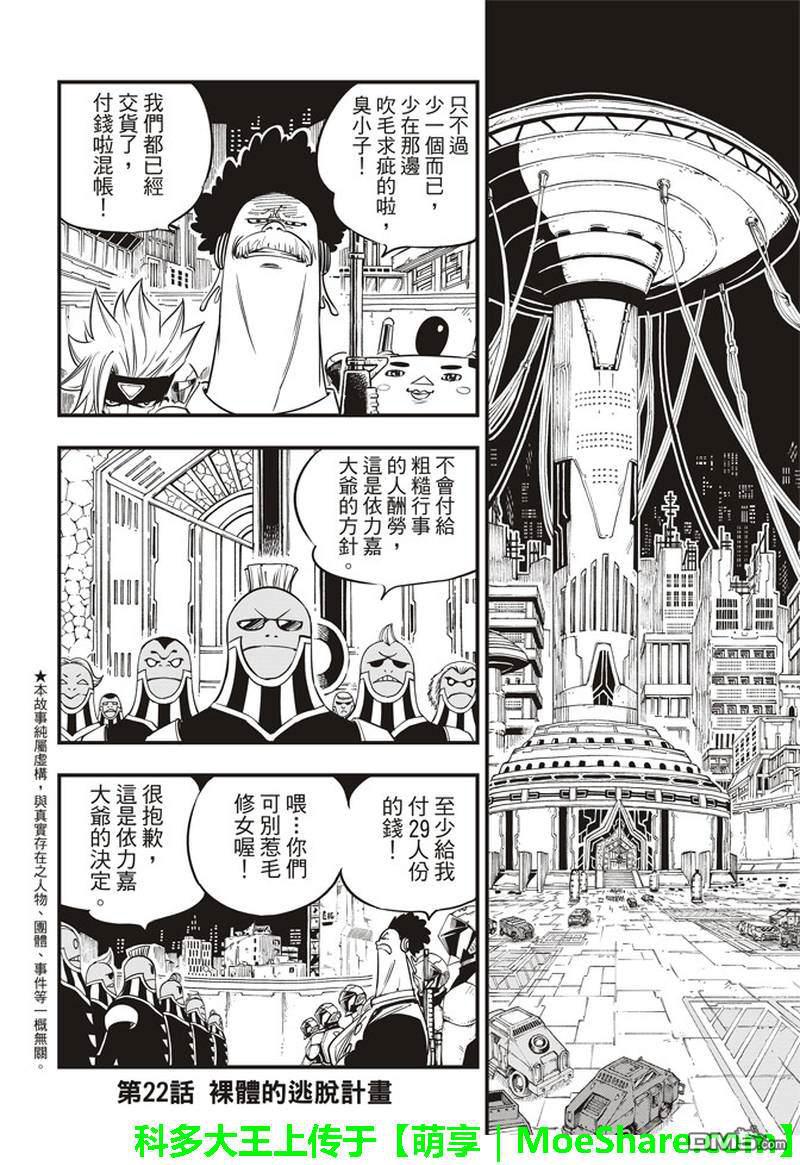 只不過
少一個而已，
少在那邊
吹毛求疵的啦，
臭小子！
我們都已經
交貨了，
付錢啦混帳！
不會付給
粗糙行事
的人酬勞，
這是依力嘉
大爺的方針。
至少給我
付29人份
的錢！
喂…你們
可別惹毛
修女喔！
很抱歉，
這是依力嘉
大爺的決定。
★本故事純屬虛構，與真實存在之人物、團體、事件等一概無關。
第22話 裸體的逃脫計畫
科多大王上传于【萌享｜MoeShare
DM5.com
】